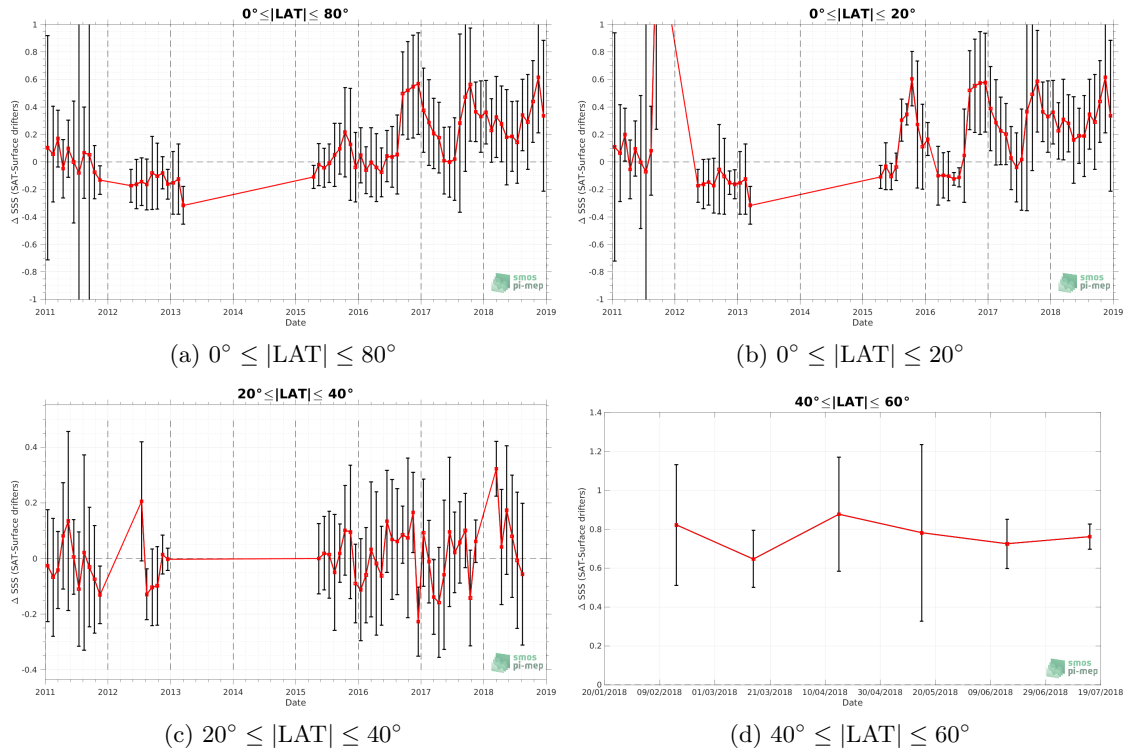 0°≤|LAT|≤ 80°
Δ SSS (SAT-Surface drifters)
1
0.8
0.6
0.4
0.2
0
-0.2
-0.4
-0.6
-0.8
-1
2011 2012 2013 2014 2015 2016 2017 2018 2019
Date
smos
pi-mep
(a) 0° ≤ |LAT| ≤ 80°
0°≤|LAT|≤ 20°
Δ SSS (SAT-Surface drifters)
1
0.8
0.6
0.4
0.2
0
-0.2
-0.4
-0.6
-0.8
-1
2011 2012 2013 2014 2015 2016 2017 2018 2019
Date
smos
pi-mep
(b) 0° ≤ |LAT| ≤ 20°
20°≤|LAT|≤ 40°
Δ SSS (SAT-Surface drifters)
0.4
0.2
0
-0.2
-0.4
2011 2012 2013 2014 2015 2016 2017 2018
Date
smos
pi-mep
(c) 20° ≤ |LAT| ≤ 40°
40°≤|LAT|≤ 60°
Δ SSS (SAT-Surface drifters)
1.4
1.2
1
0.8
0.6
0.4
0.2
0
20/01/2018 09/02/2018 01/03/2018 21/03/2018 10/04/2018 30/04/2018 20/05/2018 09/06/2018 29/06/2018 19/07/2018
Date
smos
pi-mep
(d) 40° ≤ |LAT| ≤ 60°